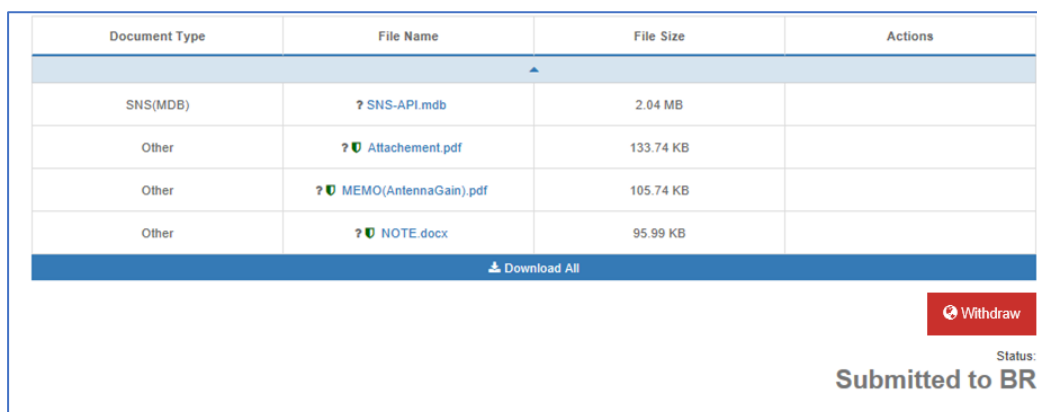 Document Type File Name File Size Actions
SNS(MDB) ? SNS-API.mdb 2.04 MB
Other ? Attachement.pdf 133.74 KB
Other ? MEMO(AntennaGain).pdf 105.74 KB
Other ? NOTE.docx 95.99 KB
Download All
Withdraw
Status:
Submitted to BR